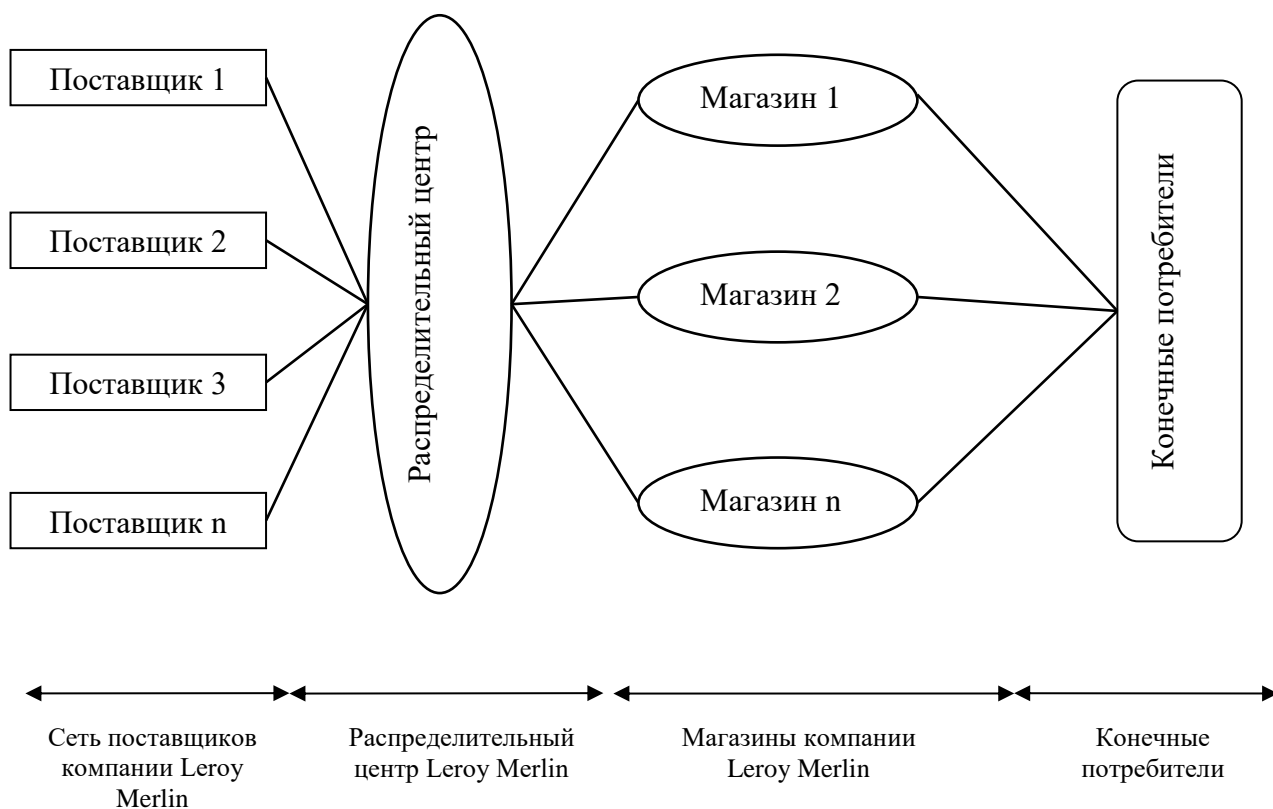 Поставщик 1
Поставщик 2
Поставщик 3
Поставщик n
Распределительный центр
Магазин 1
Магазин 2
Магазин n
Конечные потребители
Сеть поставщиков
компании Leroy
Merlin
Распределительный
центр Leroy Merlin
Магазины компании
Leroy Merlin
Конечные
потребители